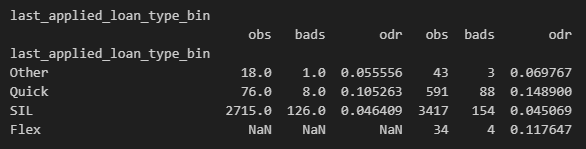 last_applied_loan_type_bin
obs bads odr obs bads odr
last_applied_loan_type_bin
Other 18.0 1.0 0.055556 43 3 0.069767
Quick 76.0 8.0 0.105263 591 88 0.148900
SIL 2715.0 126.0 0.046409 3417 154 0.045069
Flex NaN NaN NaN 34 4 0.117647